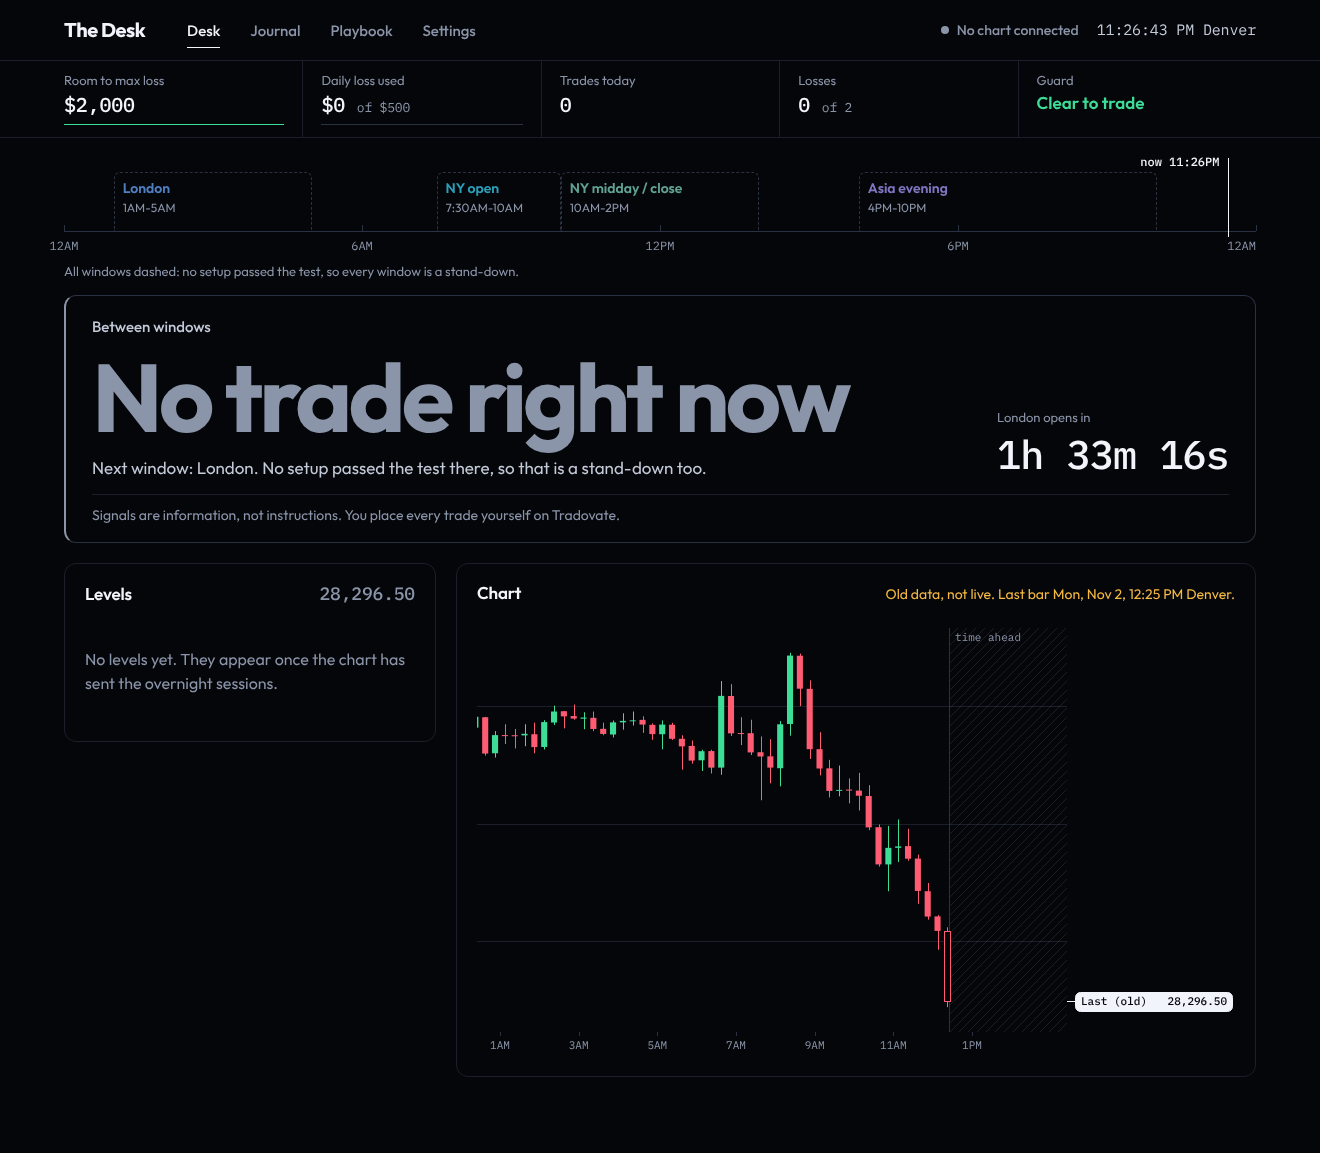 The Desk
Desk
Journal
Playbook
Settings
No chart connected
11:26:43 PM Denver
Room to max loss
$2,000
Daily loss used
$0 of $500
Trades today
0
Losses
0 of 2
Guard
Clear to trade
now 11:26PM
London
1AM-5AM
NY open
7:30AM-10AM
NY midday / close
10AM-2PM
Asia evening
4PM-10PM
12AM
6AM
12PM
6PM
12AM
All windows dashed: no setup passed the test, so every window is a stand-down.
Between windows
No trade right now
Next window: London. No setup passed the test there, so that is a stand-down too.
London opens in
1h 33m 16s
Signals are information, not instructions. You place every trade yourself on Tradovate.
Levels
28,296.50
No levels yet. They appear once the chart has
sent the overnight sessions.
Chart
Old data, not live. Last bar Mon, Nov 2, 12:25 PM Denver.
time ahead
Last (old) 28,296.50
1AM
3AM
5AM
7AM
9AM
11AM
1PM